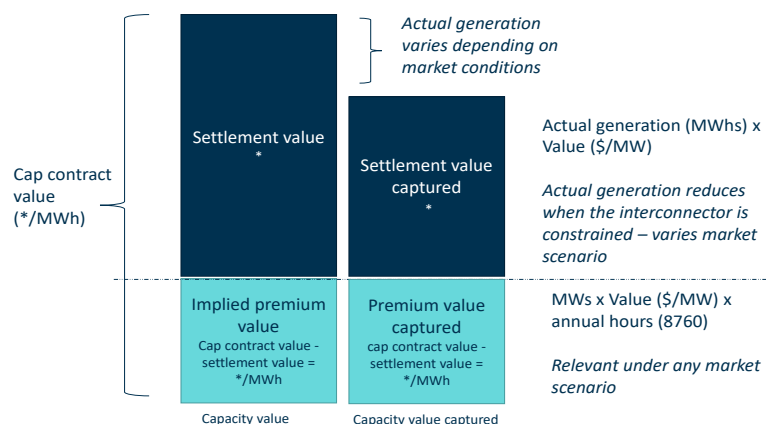 Actual generation
varies depending on
market conditions
Settlement value
*
Settlement value
captured
*
Cap contract
value
(*/MWh)
Actual generation (MWhs) x
Value ($/MW)
Actual generation reduces
when the interconnector is
constrained – varies market
scenario
Implied premium
value
Cap contract value -
settlement value =
*/MWh
Premium value
captured
cap contract value -
settlement value =
*/MWh
MWs x Value ($/MW) x
annual hours (8760)
Relevant under any market
scenario
Capacity value
Capacity value captured